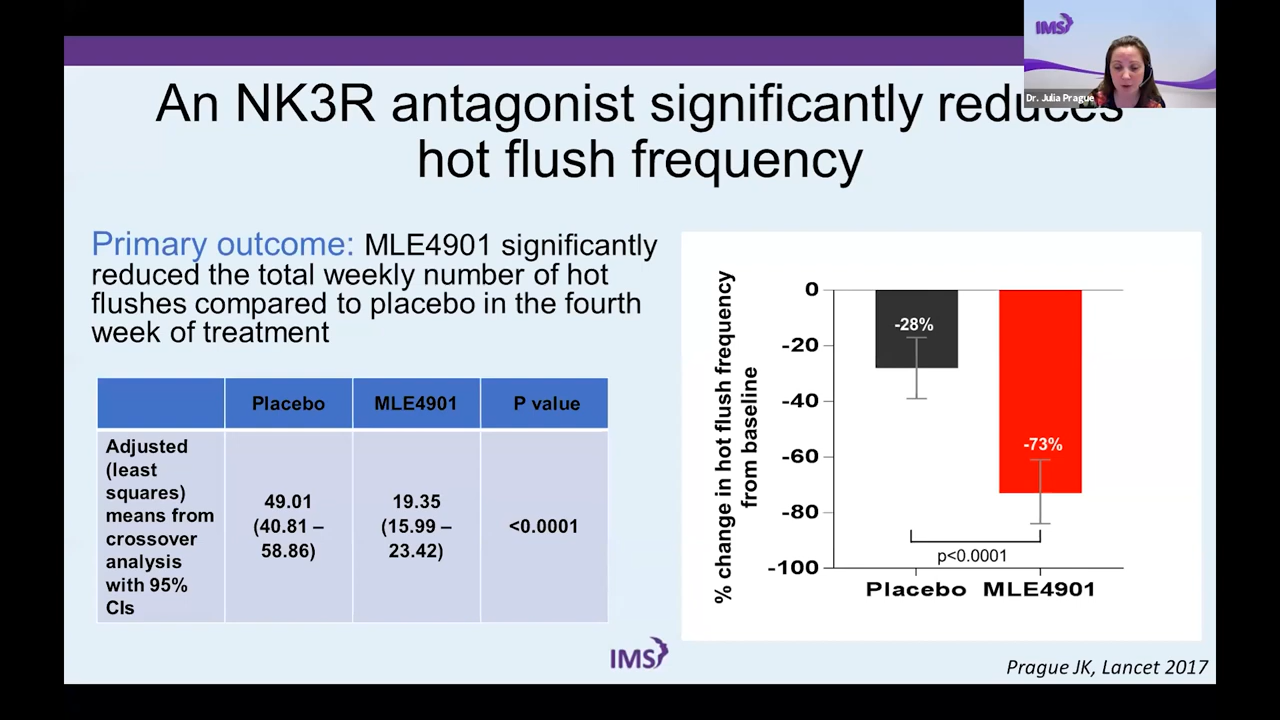 IMS
Dr. Julia Prague
An NK3R antagonist significantly reduces
hot flush frequency
Primary outcome: MLE4901 significantly
reduced the total weekly number of hot
flushes compared to placebo in the fourth
week of treatment
Placebo MLE4901 P value
Adjusted
(least
squares)
means from
crossover
analysis
with 95%
CIs
49.01
(40.81 –
58.86)
19.35
(15.99 –
23.42)
<0.0001
% change in hot flush frequency
from baseline
0
-20
-40
-60
-80
-100
-28%
-73%
p<0.0001
Placebo MLE4901
IMS
Prague JK, Lancet 2017